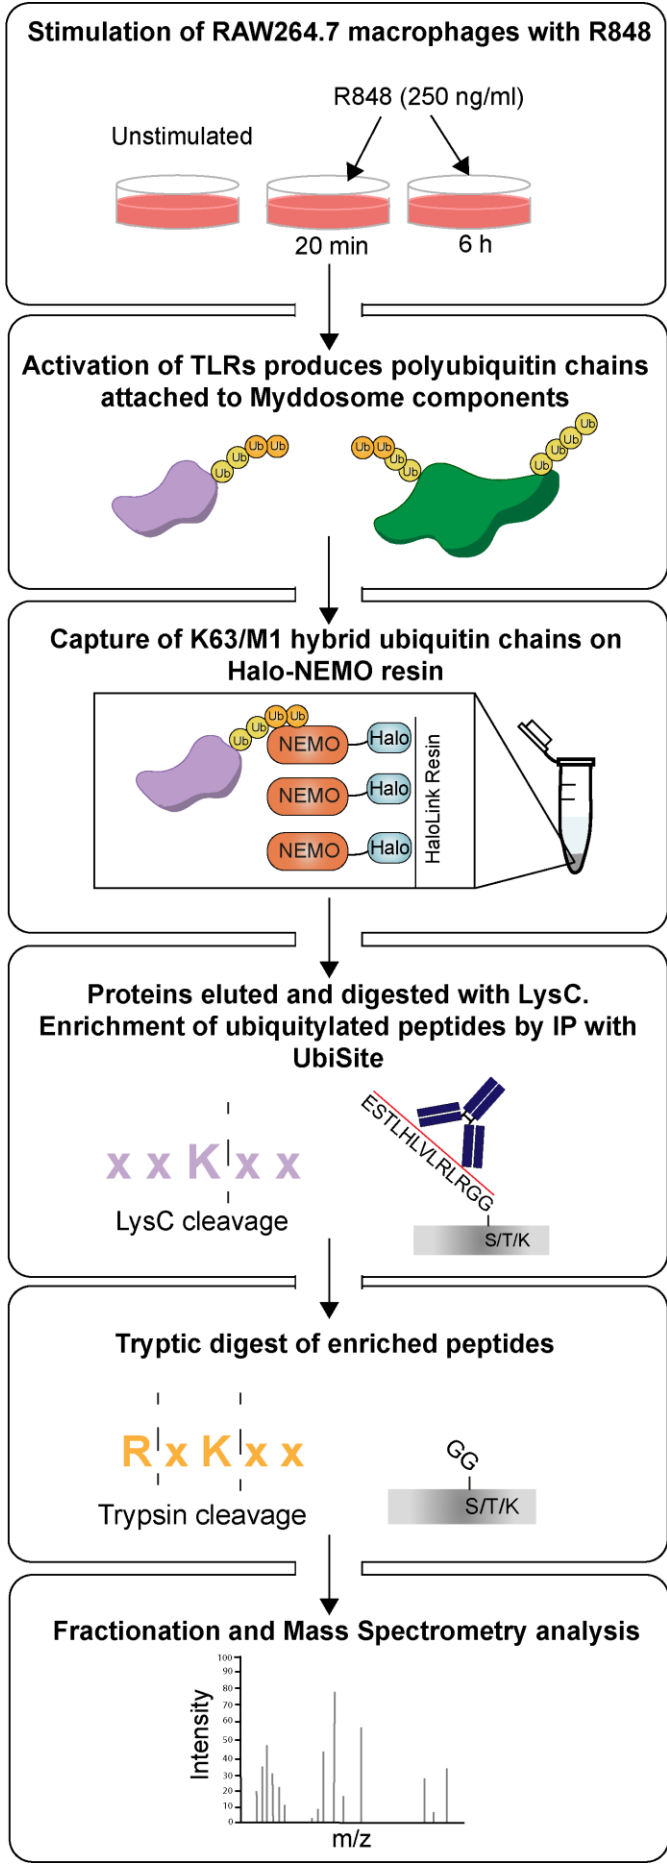 Stimulation of RAW264.7 macrophages with R848
R848 (250 ng/ml)
Unstimulated
20 min
6 h
Activation of TLRs produces polyubiquitin chains
attached to Myddosome components
Ub Ub Ub Ub
Ub Ub Ub Ub
Ub Ub Ub Ub
Capture of K63/M1 hybrid ubiquitin chains on
Halo-NEMO resin
Ub Ub Ub Ub
NEMO Halo
NEMO Halo
NEMO Halo
HaloLink Resin
Proteins eluted and digested with LysC.
Enrichment of ubiquitylated peptides by IP with
UbiSite
x x K x x
LysC cleavage
ESTLHLVLRLRGG
S/T/K
Tryptic digest of enriched peptides
R x K x x
Trypsin cleavage
GG
S/T/K
Fractionation and Mass Spectrometry analysis
Intensity
100
90
80
70
60
50
40
30
20
10
0
m/z